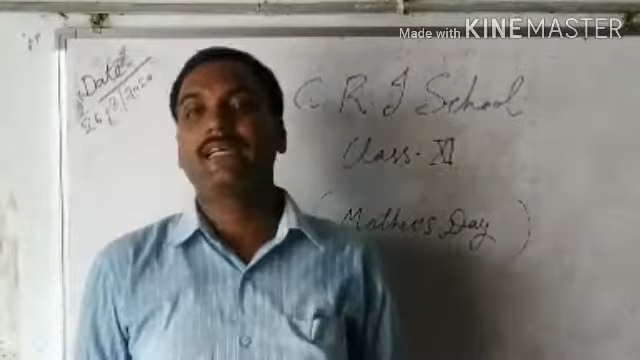 Made with KINEMASTER
Date
C R J School
Class - XI
(Mother's Day)